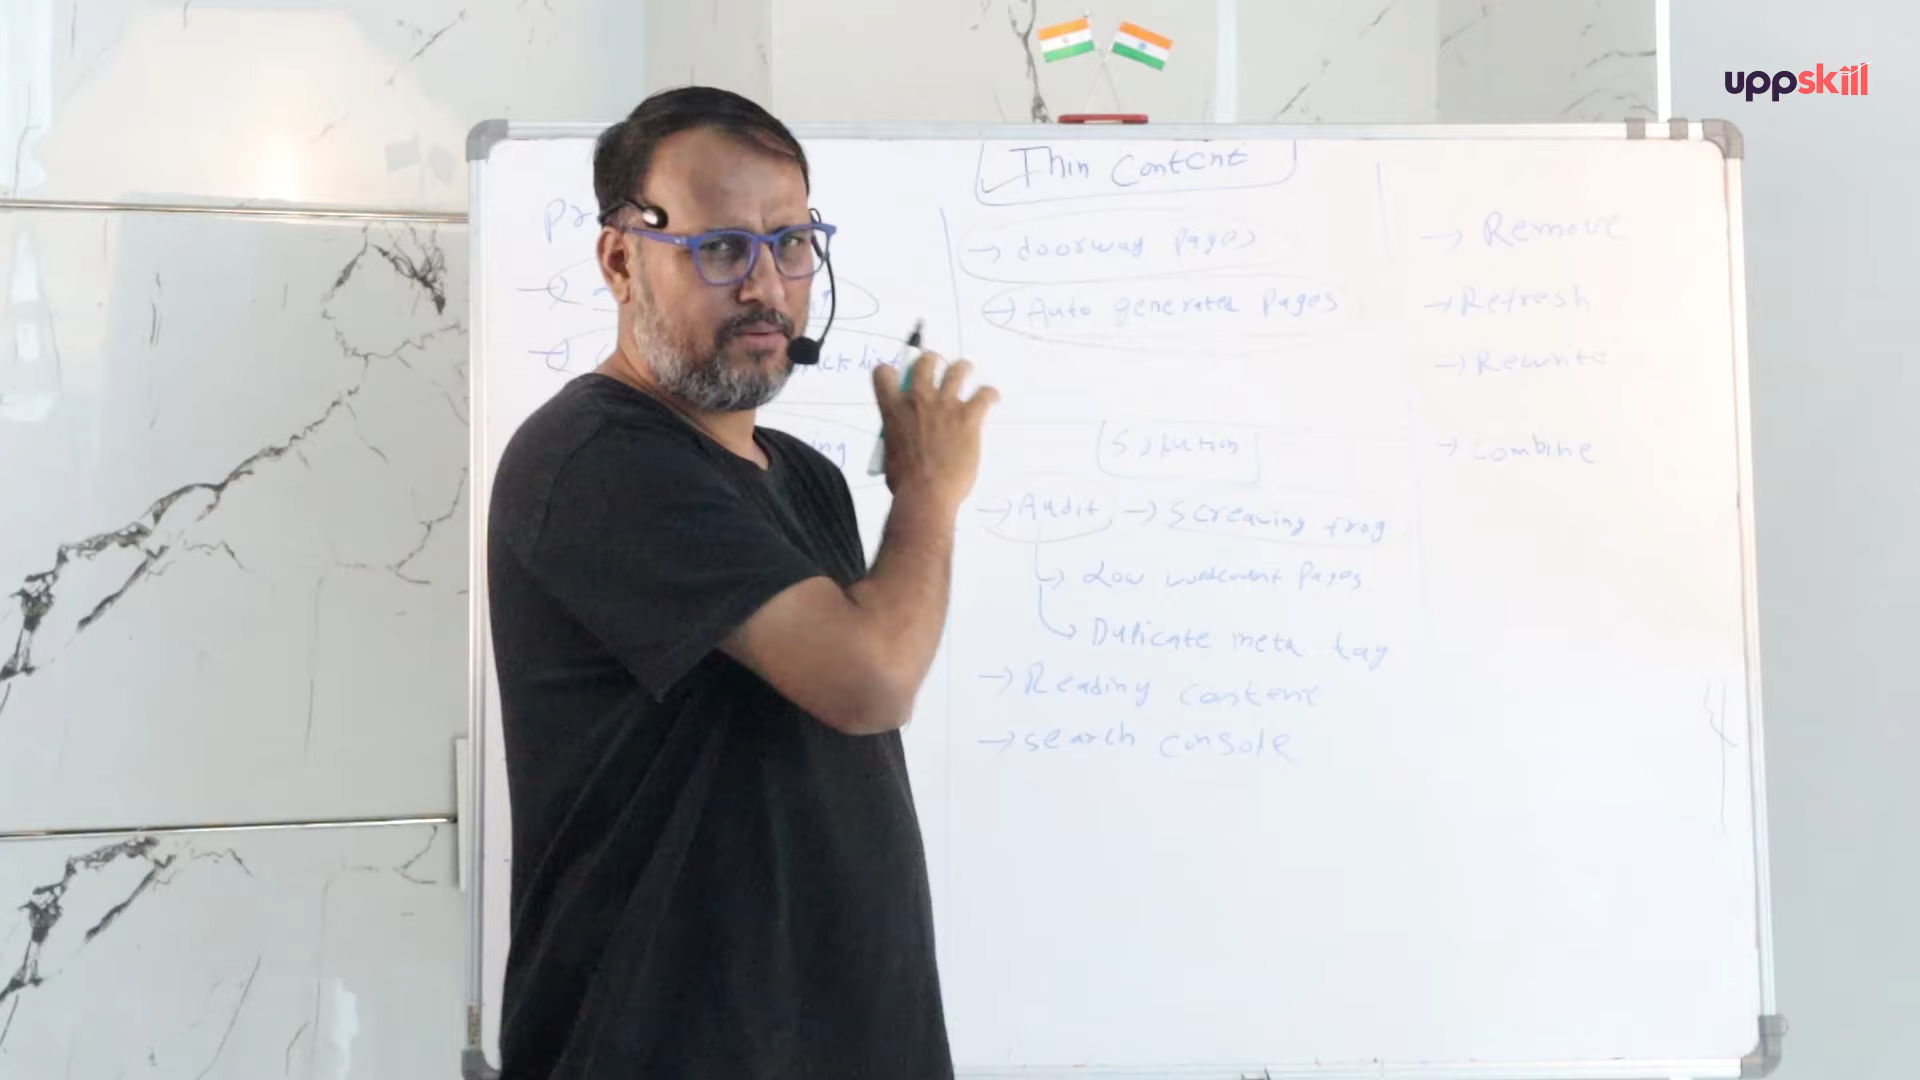 uppskill
Thin Content
→ doorway pages
→ Auto generated pages
Solution
→ Audit → Screaming frog
↳ Low wordcount Pages
↳ Duplicate meta tag
→ Reading content
→ search console
→ Remove
→ Refresh
→ Rewrite
→ combine